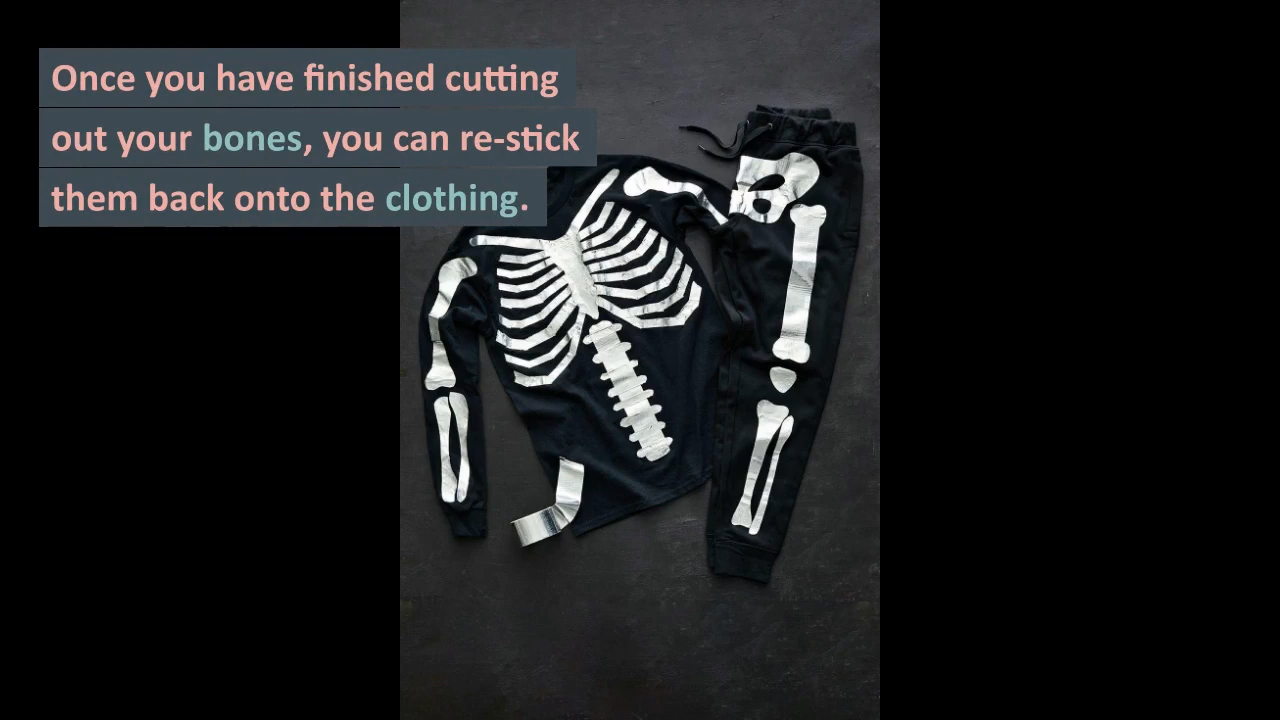 Once you have finished cutting
out your bones, you can re-stick
them back onto the clothing.